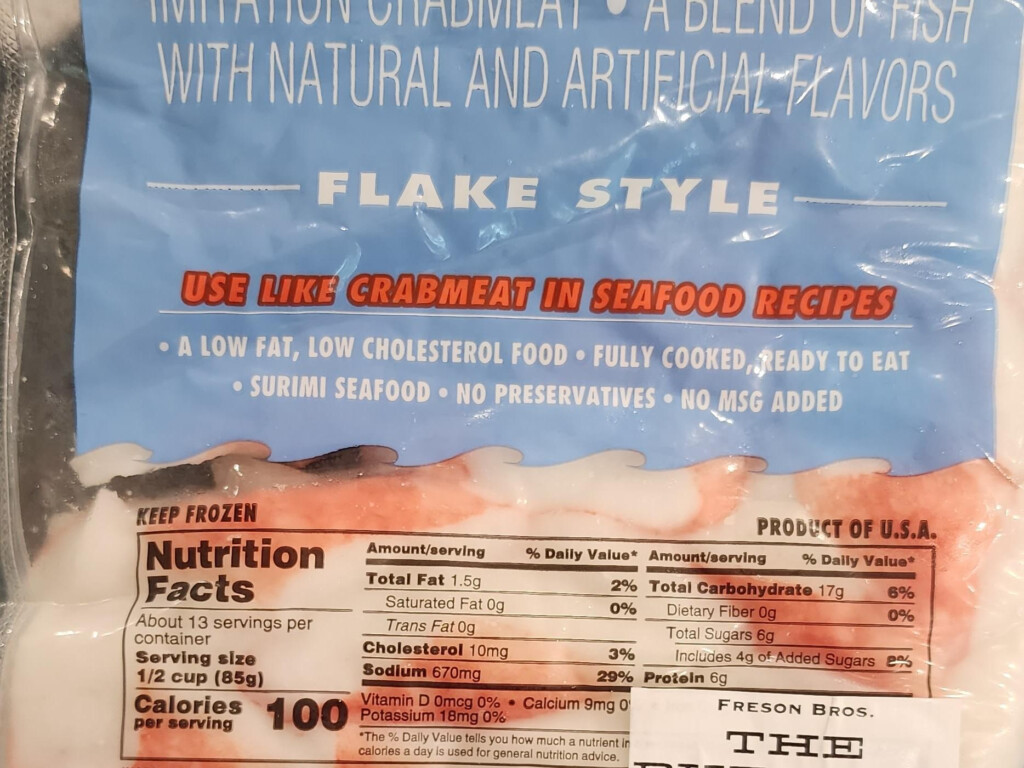 IMITATION CRABMEAT • A BLEND OF FISH
WITH NATURAL AND ARTIFICIAL FLAVORS
FLAKE STYLE
USE LIKE CRABMEAT IN SEAFOOD RECIPES
• A LOW FAT, LOW CHOLESTEROL FOOD • FULLY COOKED, READY TO EAT
• SURIMI SEAFOOD • NO PRESERVATIVES • NO MSG ADDED
KEEP FROZEN
PRODUCT OF U.S.A.
Nutrition
Facts
About 13 servings per
container
Serving size
1/2 cup (85g)
Calories 100
per serving
Amount/serving % Daily Value*
Total Fat 1.5g 2%
Saturated Fat 0g 0%
Trans Fat 0g
Cholesterol 10mg 3%
Sodium 670mg 29%
Amount/serving % Daily Value*
Total Carbohydrate 17g 6%
Dietary Fiber 0g 0%
Total Sugars 6g
Includes 4g of Added Sugars
Protein 6g
Vitamin D 0mcg 0% • Calcium 9mg 0
Potassium 18mg 0%
*The % Daily Value tells you how much a nutrient in
calories a day is used for general nutrition advice.
FRESON BROS.
THE